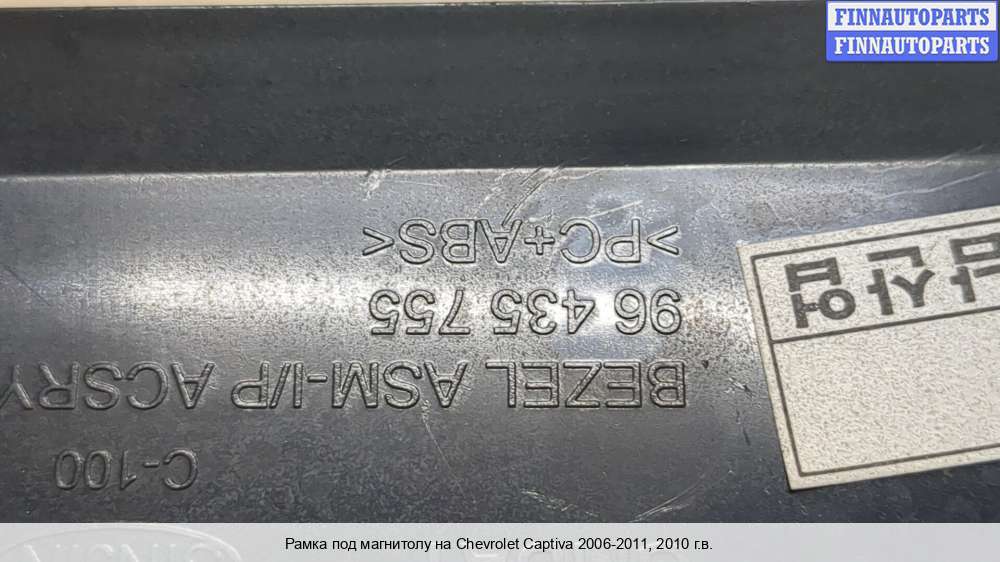 FINNAUTOPARTS
FINNAUTOPARTS
C-100
BEZEL ASM-I/P ACSRY
96 435 755
>PC+ABS<
Рамка под магнитолу на Chevrolet Captiva 2006-2011, 2010 г.в.